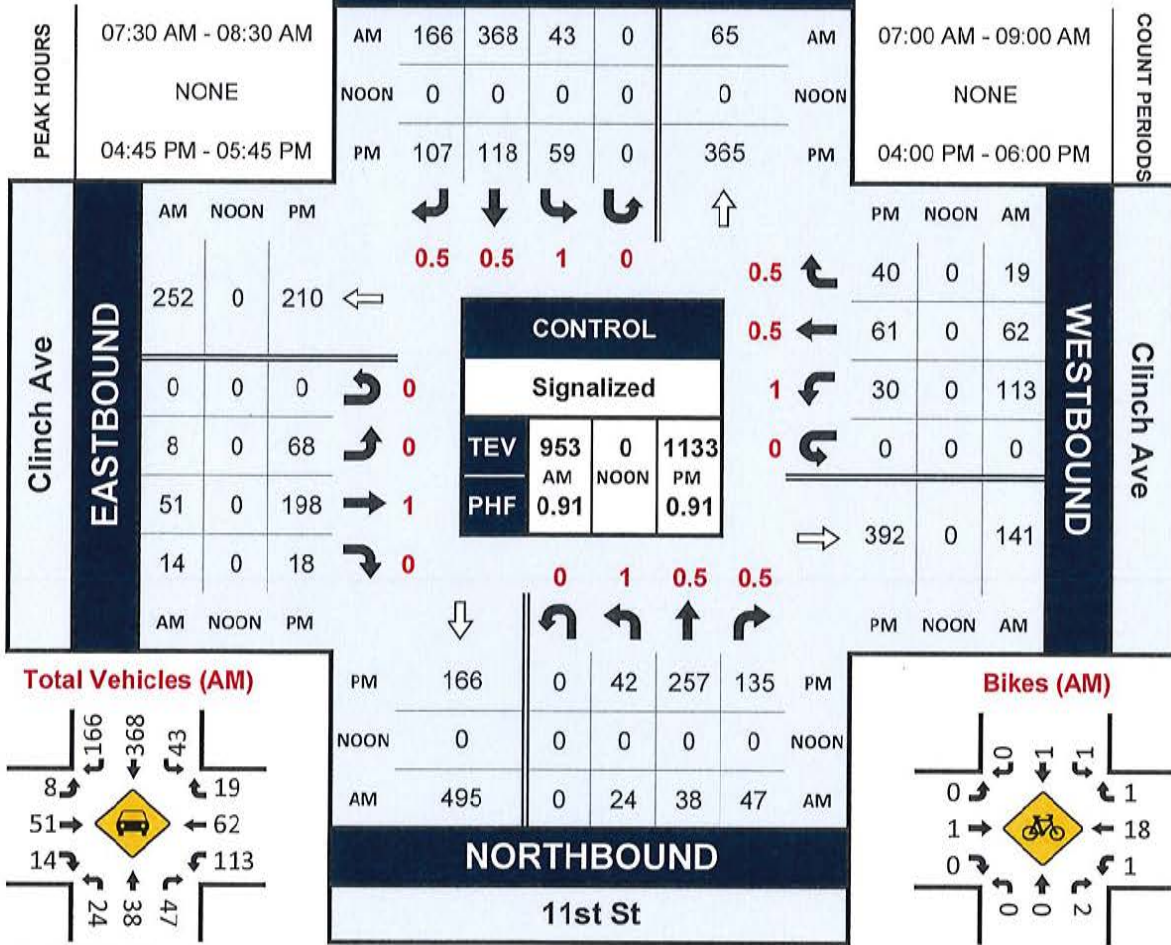 PEAK HOURS
07:30 AM - 08:30 AM
NONE
04:45 PM - 05:45 PM
AM 166 368 43 0 65 AM
NOON 0 0 0 0 0 NOON
PM 107 118 59 0 365 PM
07:00 AM - 09:00 AM
NONE
04:00 PM - 06:00 PM
COUNT PERIODS
0.5 0.5 1 0
Clinch Ave
EASTBOUND
AM NOON PM
252 0 210
0 0 0 0
8 0 68 0
51 0 198 1
14 0 18 0
AM NOON PM
CONTROL
Signalized
TEV 953 0 1133
AM NOON PM
PHF 0.91 0.91
PM NOON AM
0.5 40 0 19
0.5 61 0 62
1 30 0 113
0 0 0 0
392 0 141
PM NOON AM
WESTBOUND
Clinch Ave
0 1 0.5 0.5
PM 166 0 42 257 135 PM
NOON 0 0 0 0 0 NOON
AM 495 0 24 38 47 AM
NORTHBOUND
11st St
Total Vehicles (AM)
166 368 43
8 19
51 62
14 113
24 38 47
Bikes (AM)
0 1 1
0 1
1 18
0 1
0 0 2